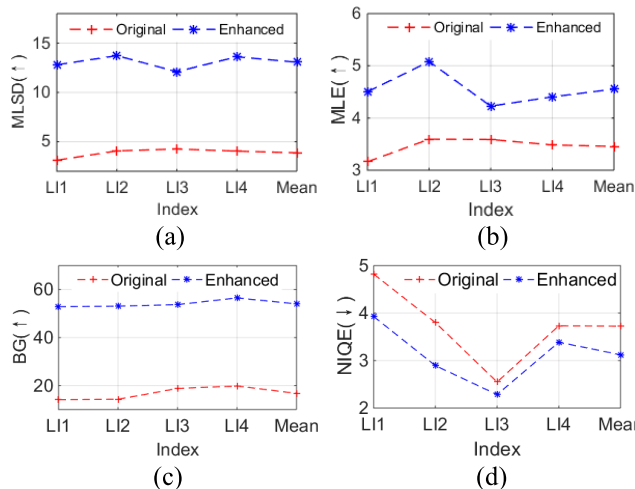 Original Enhanced
15
10
5
MLSD(↑)
LI1 LI2 LI3 LI4 Mean
Index
(a)
Original Enhanced
6
5
4
3
MLE(↑)
LI1 LI2 LI3 LI4 Mean
Index
(b)
Original Enhanced
60
40
20
BG(↑)
LI1 LI2 LI3 LI4 Mean
Index
(c)
Original Enhanced
5
4
3
2
NIQE(↓)
LI1 LI2 LI3 LI4 Mean
Index
(d)